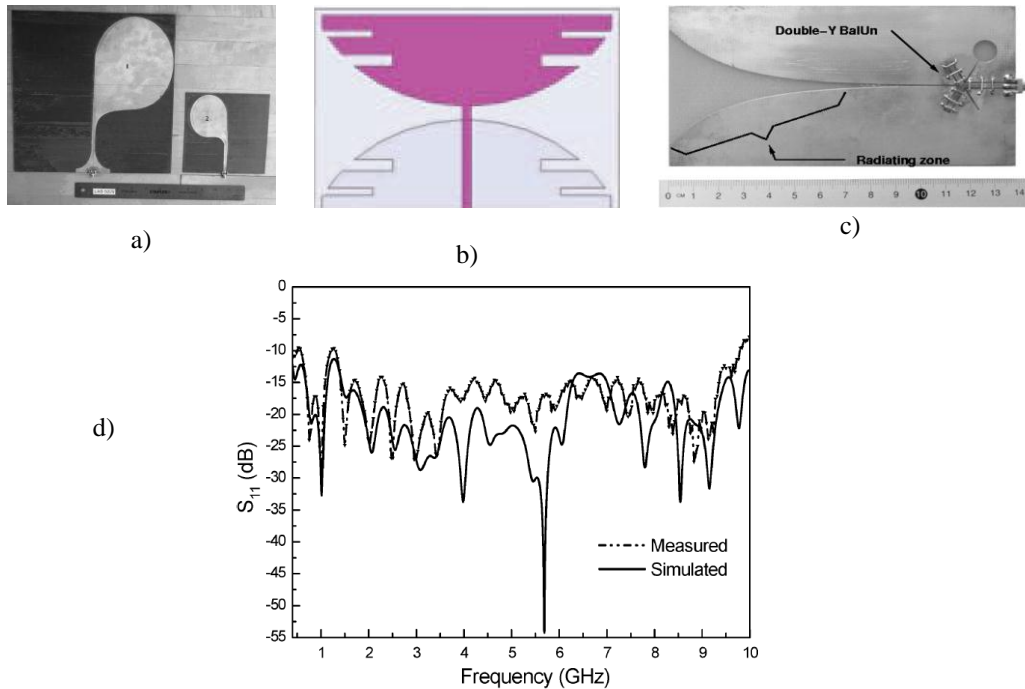 1
2
a)
b)
Double-Y BalUn
Radiating zone
0 CM 1 2 3 4 5 6 7 8 9 10 11 12 13 14
c)
d)
0
-5
-10
-15
-20
-25
-30
-35
-40
-45
-50
-55
S11 (dB)
Measured
Simulated
1 2 3 4 5 6 7 8 9 10
Frequency (GHz)